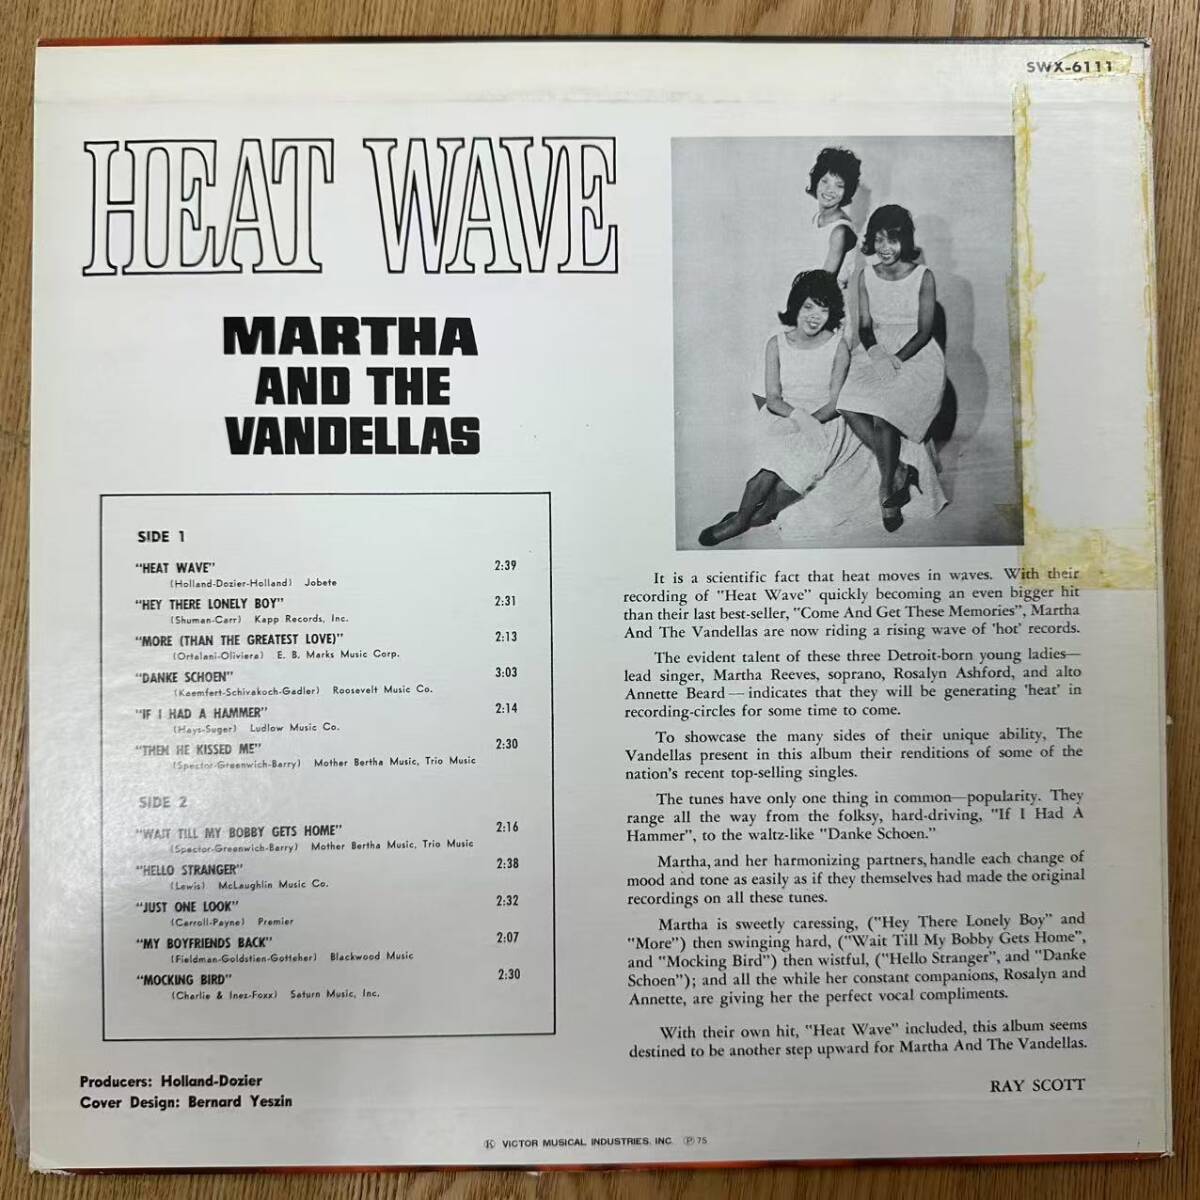 SWX-6111
HEAT WAVE
MARTHA
AND THE
VANDELLAS
SIDE 1
"HEAT WAVE" 2:39
(Holland-Dozier-Holland) Jobete
"HEY THERE LONELY BOY" 2:31
(Shuman-Carr) Kapp Records, Inc.
"MORE (THAN THE GREATEST LOVE)" 2:13
(Ortalani-Oliviera) E. B. Marks Music Corp.
"DANKE SCHOEN" 3:03
(Kaemfert-Schivakoch-Gadler) Roosevelt Music Co.
"IF I HAD A HAMMER" 2:14
(Hays-Suger) Ludlow Music Co.
"THEN HE KISSED ME" 2:30
(Spector-Greenwich-Barry) Mother Bertha Music, Trio Music
SIDE 2
"WAIT TILL MY BOBBY GETS HOME" 2:16
(Spector-Greenwich-Barry) Mother Bertha Music, Trio Music
"HELLO STRANGER" 2:38
(Lewis) McLaughlin Music Co.
"JUST ONE LOOK" 2:32
(Carroll-Payne) Premier
"MY BOYFRIENDS BACK" 2:07
(Fieldman-Goldstien-Gotteher) Blackwood Music
"MOCKING BIRD" 2:30
(Charlie & Inez-Foxx) Saturn Music, Inc.
Producers: Holland-Dozier
Cover Design: Bernard Yeszin
It is a scientific fact that heat moves in waves. With their
recording of "Heat Wave" quickly becoming an even bigger hit
than their last best-seller, "Come And Get These Memories", Martha
And The Vandellas are now riding a rising wave of 'hot' records.
The evident talent of these three Detroit-born young ladies—
lead singer, Martha Reeves, soprano, Rosalyn Ashford, and alto
Annette Beard—indicates that they will be generating 'heat' in
recording-circles for some time to come.
To showcase the many sides of their unique ability, The
Vandellas present in this album their renditions of some of the
nation's recent top-selling singles.
The tunes have only one thing in common—popularity. They
range all the way from the folksy, hard-driving, "If I Had A
Hammer", to the waltz-like "Danke Schoen."
Martha, and her harmonizing partners, handle each change of
mood and tone as easily as if they themselves had made the original
recordings on all these tunes.
Martha is sweetly caressing, ("Hey There Lonely Boy" and
"More") then swinging hard, ("Wait Till My Bobby Gets Home",
and "Mocking Bird") then wistful, ("Hello Stranger", and "Danke
Schoen"); and all the while her constant companions, Rosalyn and
Annette, are giving her the perfect vocal compliments.
With their own hit, "Heat Wave" included, this album seems
destined to be another step upward for Martha And The Vandellas.
RAY SCOTT
Ⓚ VICTOR MUSICAL INDUSTRIES, INC. Ⓟ 75